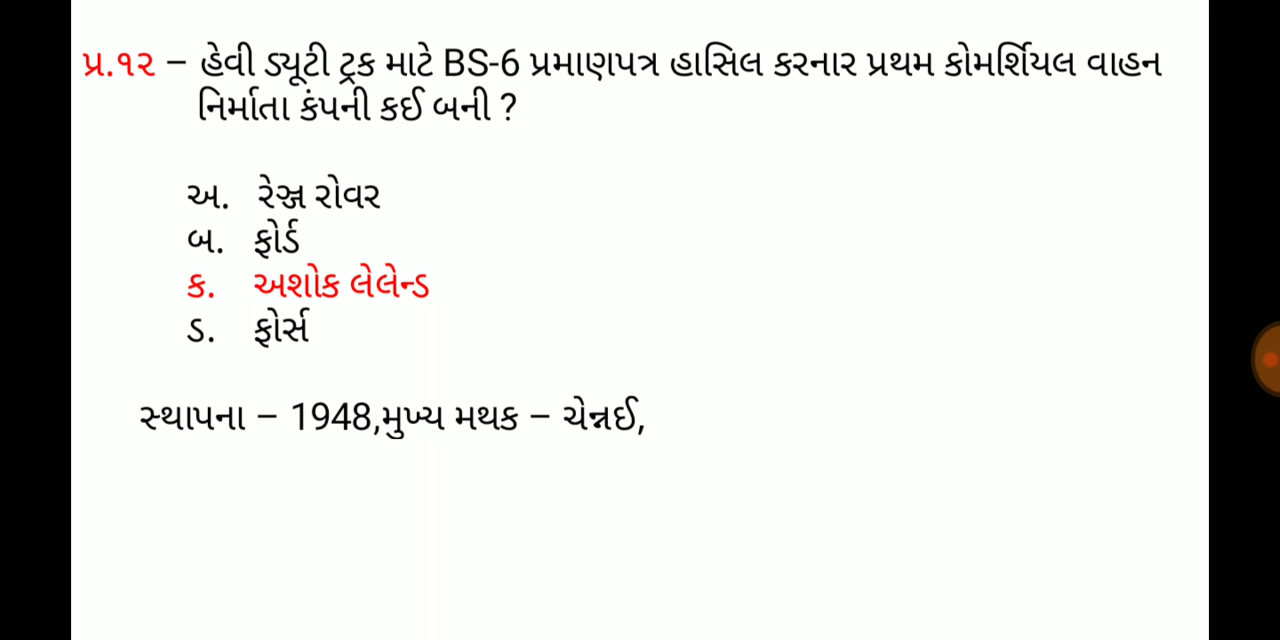 પ્ર.૧૨ – હેવી ડ્યૂટી ટ્રક માટે BS-6 પ્રમાણપત્ર હાસિલ કરનાર પ્રથમ કોમર્શિયલ વાહન
નિર્માતા કંપની કઈ બની ?
અ. રેઞ્જ રોવર
બ. ફોર્ડ
ક. અશોક લેલેન્ડ
ડ. ફોર્સ
સ્થાપના – 1948,મુખ્ય મથક – ચેન્નઈ,